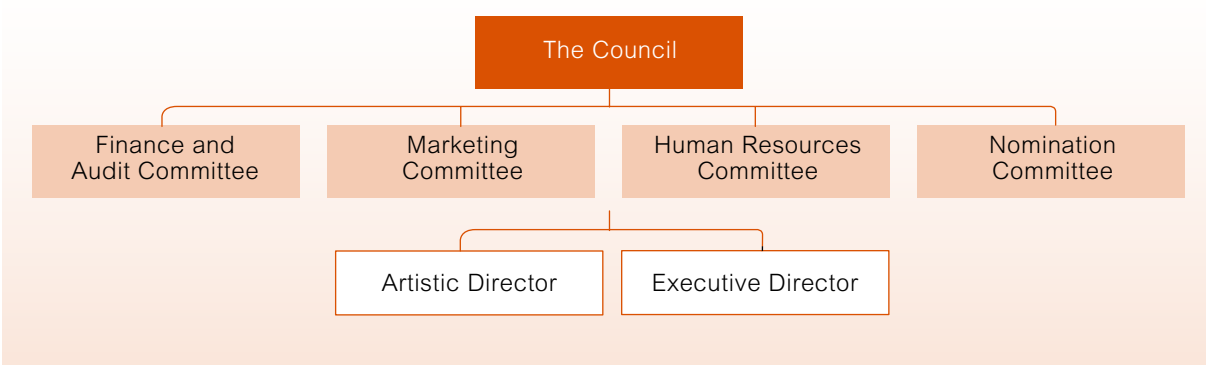 The Council
Finance and
Audit Committee
Marketing
Committee
Human Resources
Committee
Nomination
Committee
Artistic Director
Executive Director